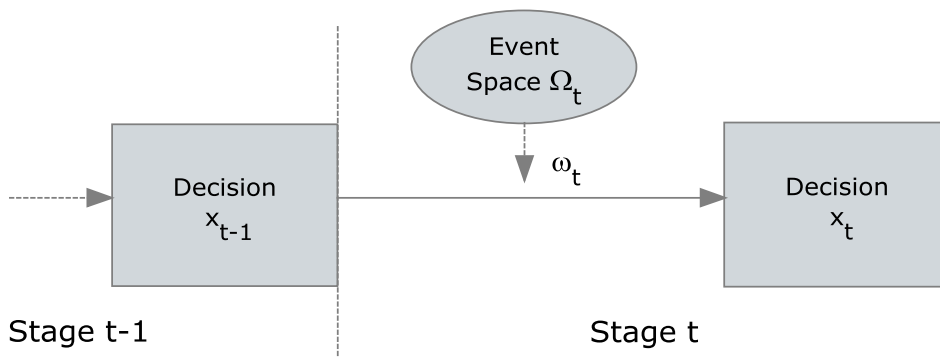 Event
Space Ω_t
ω_t
Decision
x_{t-1}
Decision
x_t
Stage t-1
Stage t